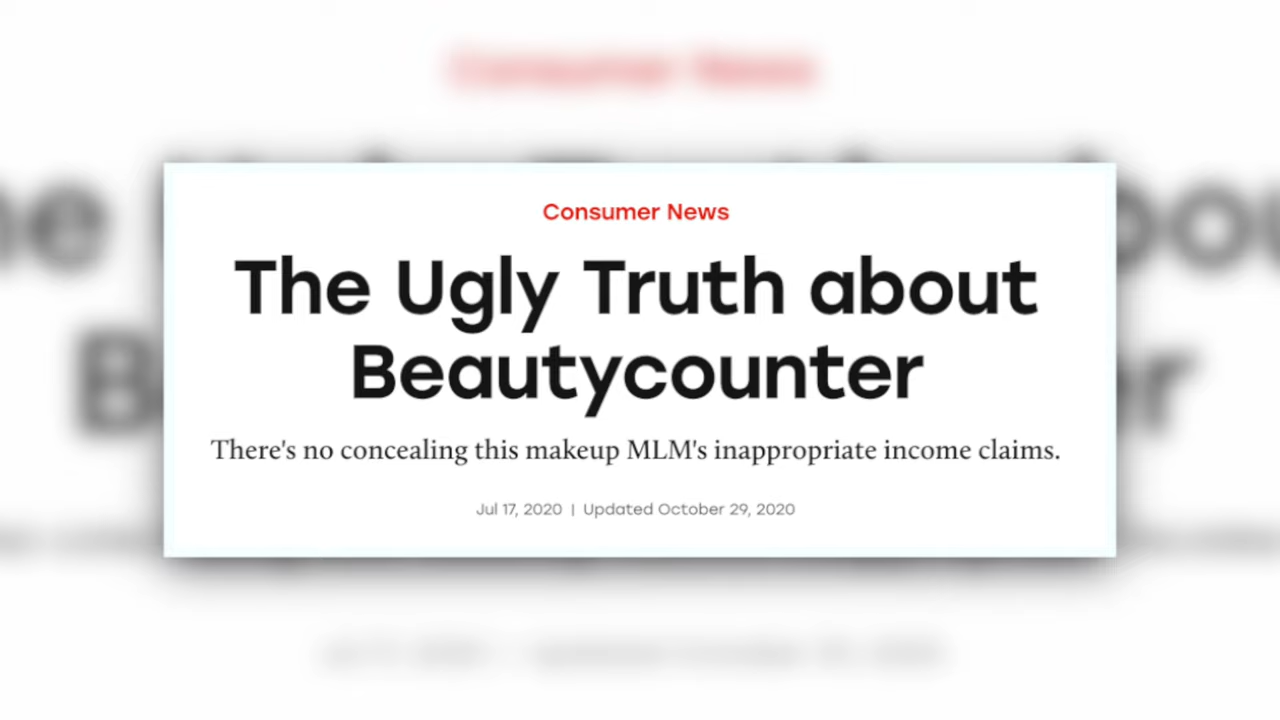 Consumer News
The Ugly Truth about
Beautycounter
There's no concealing this makeup MLM's inappropriate income claims.
Jul 17, 2020 | Updated October 29, 2020